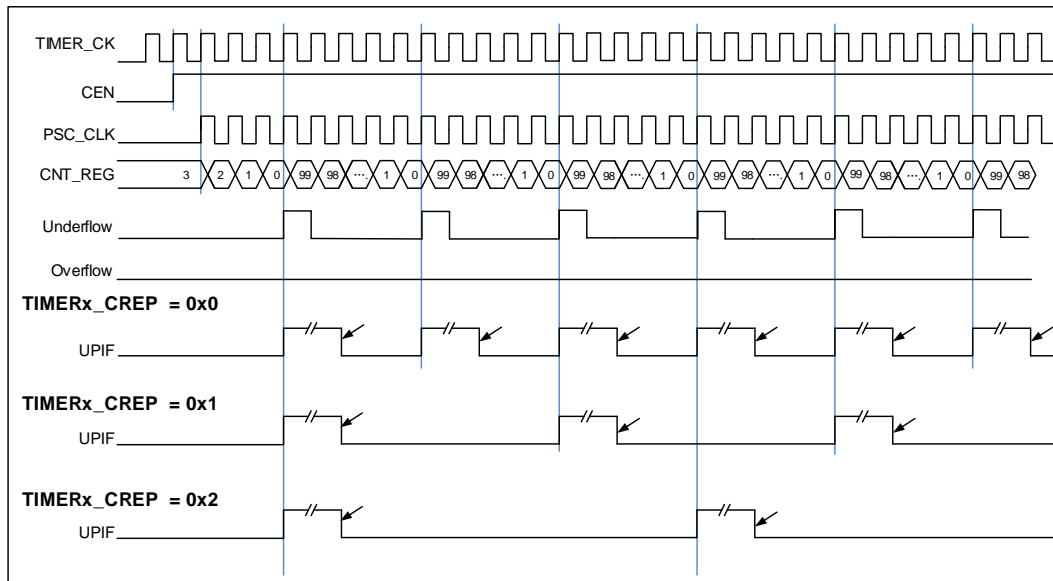 TIMER_CK
CEN
PSC_CLK
CNT_REG 3 2 1 0 99 98 .... 1 0 99 98 .... 1 0 99 98 .... 1 0 99 98 .... 1 0 99 98 .... 1 0 99 98
Underflow
Overflow
TIMERx_CREP = 0x0
UPIF
TIMERx_CREP = 0x1
UPIF
TIMERx_CREP = 0x2
UPIF